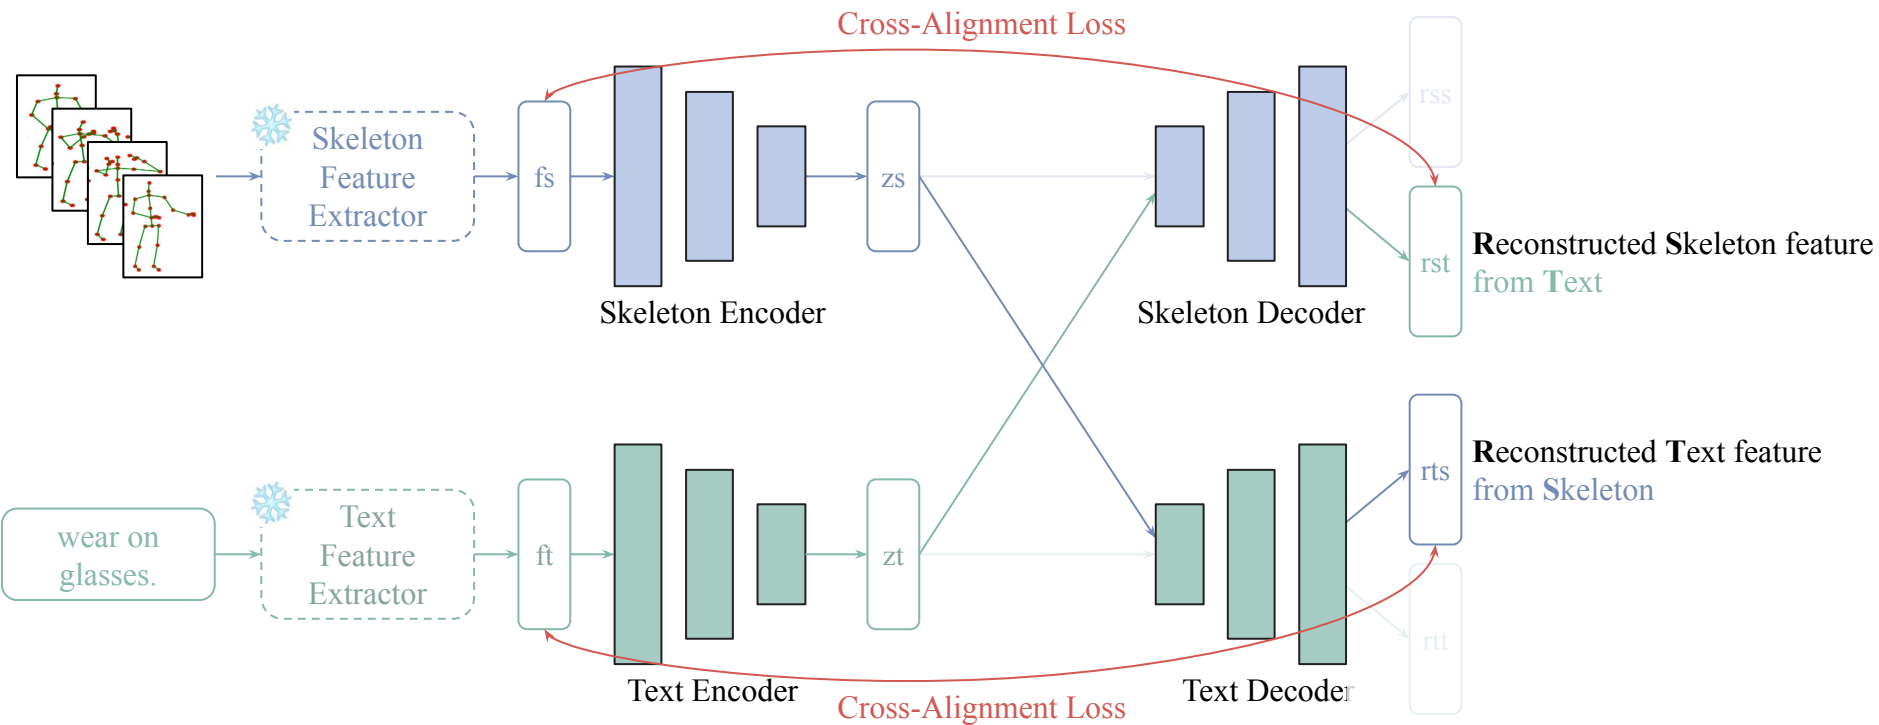 Cross-Alignment Loss
rss
Skeleton
Feature
Extractor
fs
zs
Reconstructed Skeleton feature
from Text
rst
Skeleton Encoder
Skeleton Decoder
Reconstructed Text feature
from Skeleton
rts
wear on
glasses.
Text
Feature
Extractor
ft
zt
rtt
Text Encoder
Text Decoder
Cross-Alignment Loss